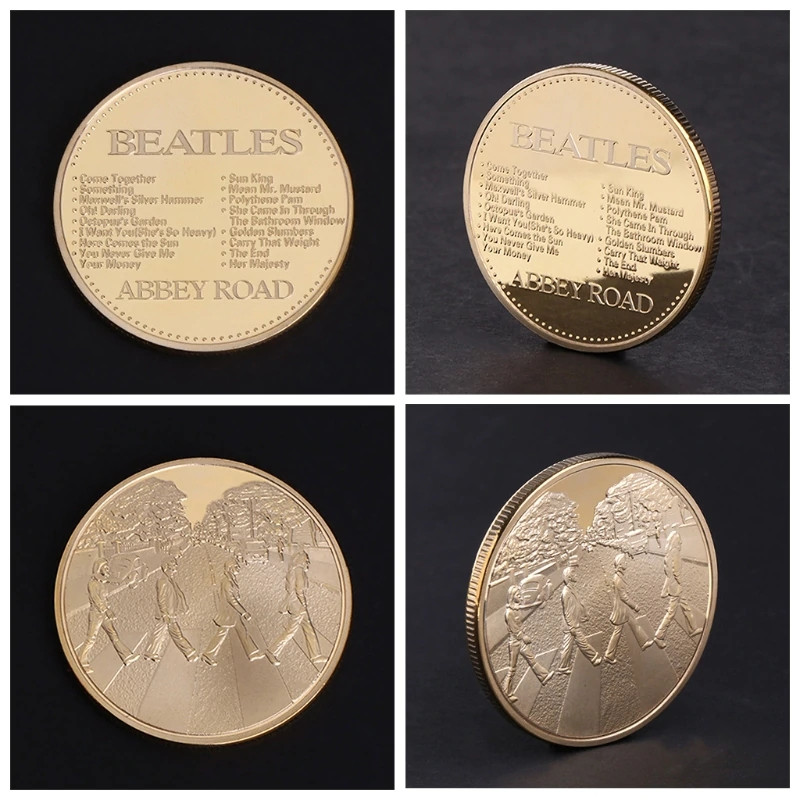 BEATLES
• Come Together
• Something
• Maxwell's Silver Hammer
• Oh! Darling
• Octopus's Garden
• I Want You(She's So Heavy)
• Here Comes the Sun
• You Never Give Me
Your Money
• Sun King
• Mean Mr. Mustard
• Polythene Pam
• She Came In Through
The Bathroom Window
• Golden Slumbers
• Carry That Weight
• The End
• Her Majesty
ABBEY ROAD
BEATLES
• Come Together
• Something
• Maxwell's Silver Hammer
• Oh! Darling
• Octopus's Garden
• I Want You(She's So Heavy)
• Here Comes the Sun
• You Never Give Me
Your Money
• Sun King
• Mean Mr. Mustard
• Polythene Pam
• She Came In Through
The Bathroom Window
• Golden Slumbers
• Carry That Weight
• The End
• Her Majesty
ABBEY ROAD